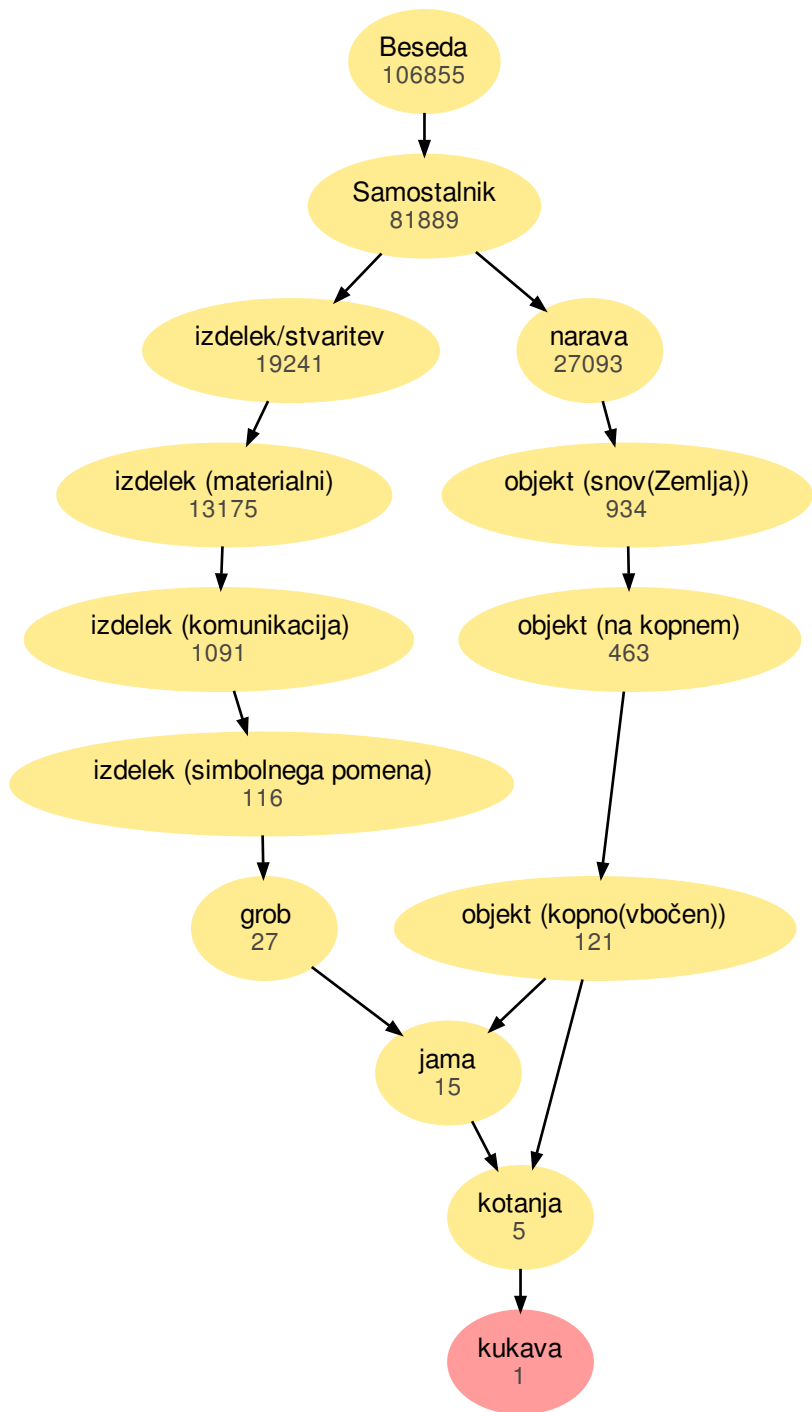 Beseda
106855
Samostalnik
81889
izdelek/stvaritev
19241
narava
27093
izdelek (materialni)
13175
objekt (snov(Zemlja))
934
izdelek (komunikacija)
1091
objekt (na kopnem)
463
izdelek (simbolnega pomena)
116
grob
27
objekt (kopno(vbočen))
121
jama
15
kotanja
5
kukava
1